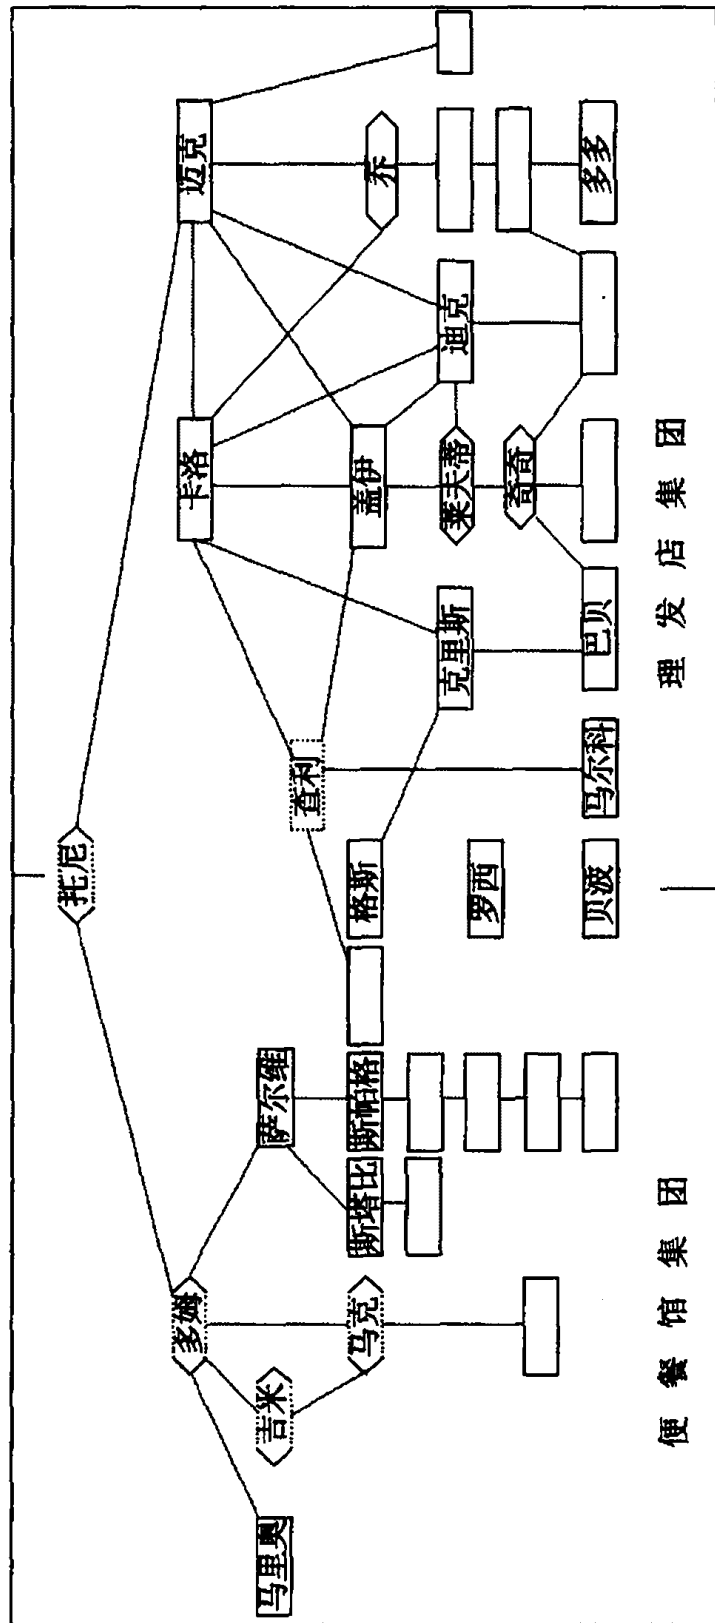 托尼
多姆
卡洛
迈克
马里奥
吉米
萨尔维
查利
马克
斯塔比
斯帕格
格斯
盖伊
乔
克里斯
莱夫蒂
迪克
罗西
奇奇
贝波
马尔科
巴贝
多多
便餐馆集团
理发店集团